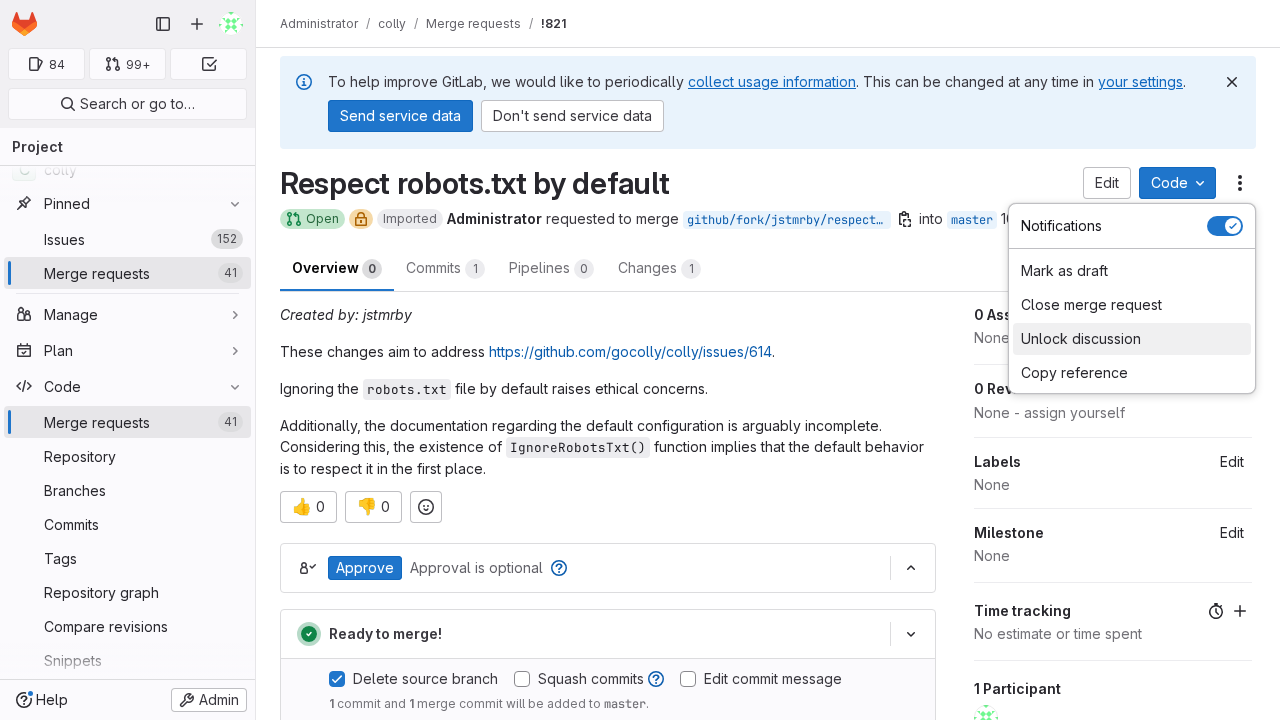 Administrator / colly / Merge requests / !821
84
99+
Search or go to…
Project
colly
Pinned
Issues 152
Merge requests 41
Manage
Plan
Code
Merge requests 41
Repository
Branches
Commits
Tags
Repository graph
Compare revisions
Snippets
Help
Admin
To help improve GitLab, we would like to periodically collect usage information. This can be changed at any time in your settings.
Send service data
Don't send service data
Respect robots.txt by default
Edit
Code
Open
Imported
Administrator requested to merge github/fork/jstmrby/respect… into master
Notifications
Mark as draft
Close merge request
Unlock discussion
Copy reference
Overview 0
Commits 1
Pipelines 0
Changes 1
Created by: jstmrby
These changes aim to address https://github.com/gocolly/colly/issues/614.
Ignoring the robots.txt file by default raises ethical concerns.
Additionally, the documentation regarding the default configuration is arguably incomplete.
Considering this, the existence of IgnoreRobotsTxt() function implies that the default behavior
is to respect it in the first place.
👍 0
👎 0
Approve
Approval is optional
Ready to merge!
Delete source branch
Squash commits
Edit commit message
1 commit and 1 merge commit will be added to master.
0
None
0
None - assign yourself
Labels
Edit
None
Milestone
Edit
None
Time tracking
No estimate or time spent
1 Participant